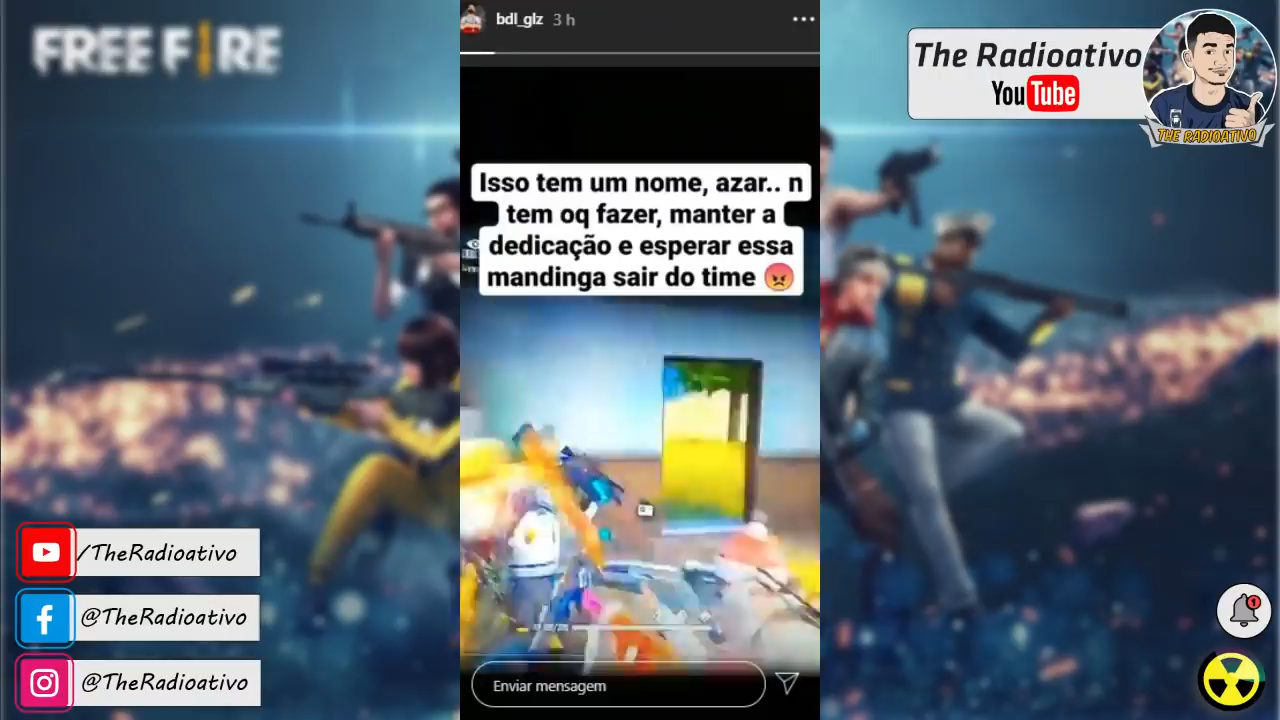 FREE FIRE
bdl_glz 3 h
The Radioativo
YouTube
THE RADIOATIVO
Isso tem um nome, azar.. n
tem oq fazer, manter a
dedicação e esperar essa
mandinga sair do time 😡
/TheRadioativo
@TheRadioativo
@TheRadioativo
1
Enviar mensagem